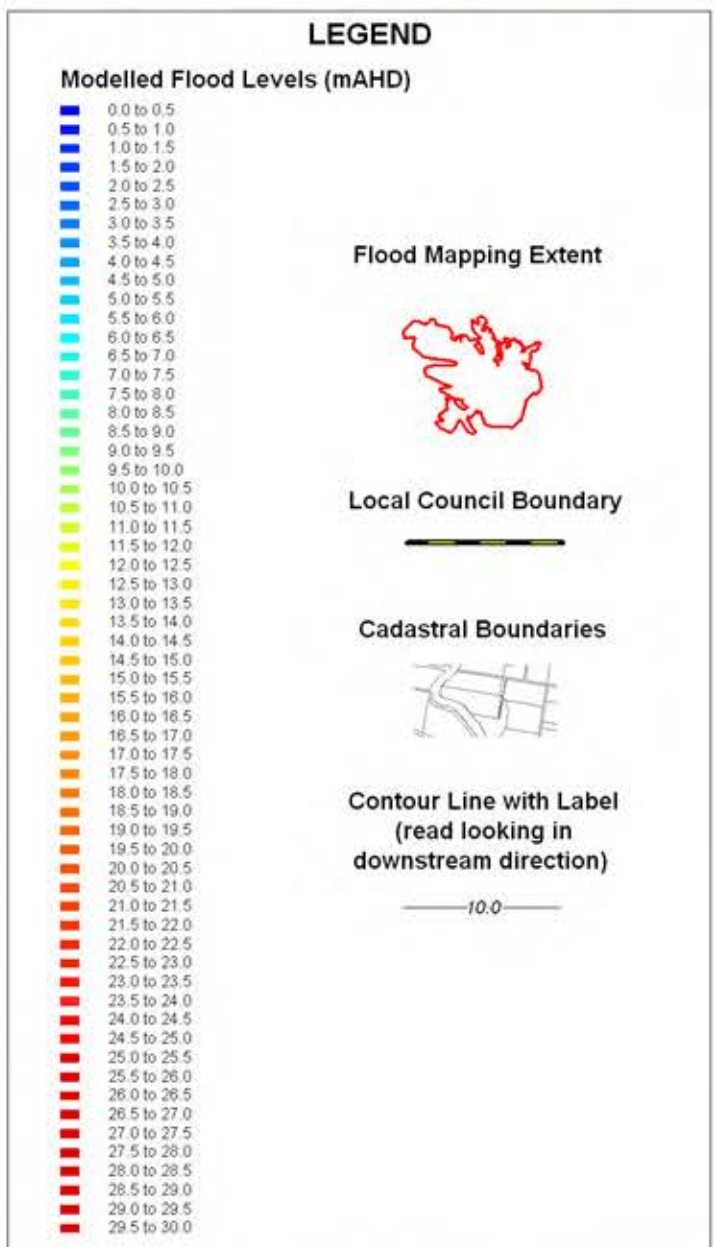 LEGEND
Modelled Flood Levels (mAHD)
0.0 to 0.5
0.5 to 1.0
1.0 to 1.5
1.5 to 2.0
2.0 to 2.5
2.5 to 3.0
3.0 to 3.5
3.5 to 4.0
4.0 to 4.5
4.5 to 5.0
5.0 to 5.5
5.5 to 6.0
6.0 to 6.5
6.5 to 7.0
7.0 to 7.5
7.5 to 8.0
8.0 to 8.5
8.5 to 9.0
9.0 to 9.5
9.5 to 10.0
10.0 to 10.5
10.5 to 11.0
11.0 to 11.5
11.5 to 12.0
12.0 to 12.5
12.5 to 13.0
13.0 to 13.5
13.5 to 14.0
14.0 to 14.5
14.5 to 15.0
15.0 to 15.5
15.5 to 16.0
16.0 to 16.5
16.5 to 17.0
17.0 to 17.5
17.5 to 18.0
18.0 to 18.5
18.5 to 19.0
19.0 to 19.5
19.5 to 20.0
20.0 to 20.5
20.5 to 21.0
21.0 to 21.5
21.5 to 22.0
22.0 to 22.5
22.5 to 23.0
23.0 to 23.5
23.5 to 24.0
24.0 to 24.5
24.5 to 25.0
25.0 to 25.5
25.5 to 26.0
26.0 to 26.5
26.5 to 27.0
27.0 to 27.5
27.5 to 28.0
28.0 to 28.5
28.5 to 29.0
29.0 to 29.5
29.5 to 30.0
Flood Mapping Extent
Local Council Boundary
Cadastral Boundaries
Contour Line with Label
(read looking in
downstream direction)
10.0